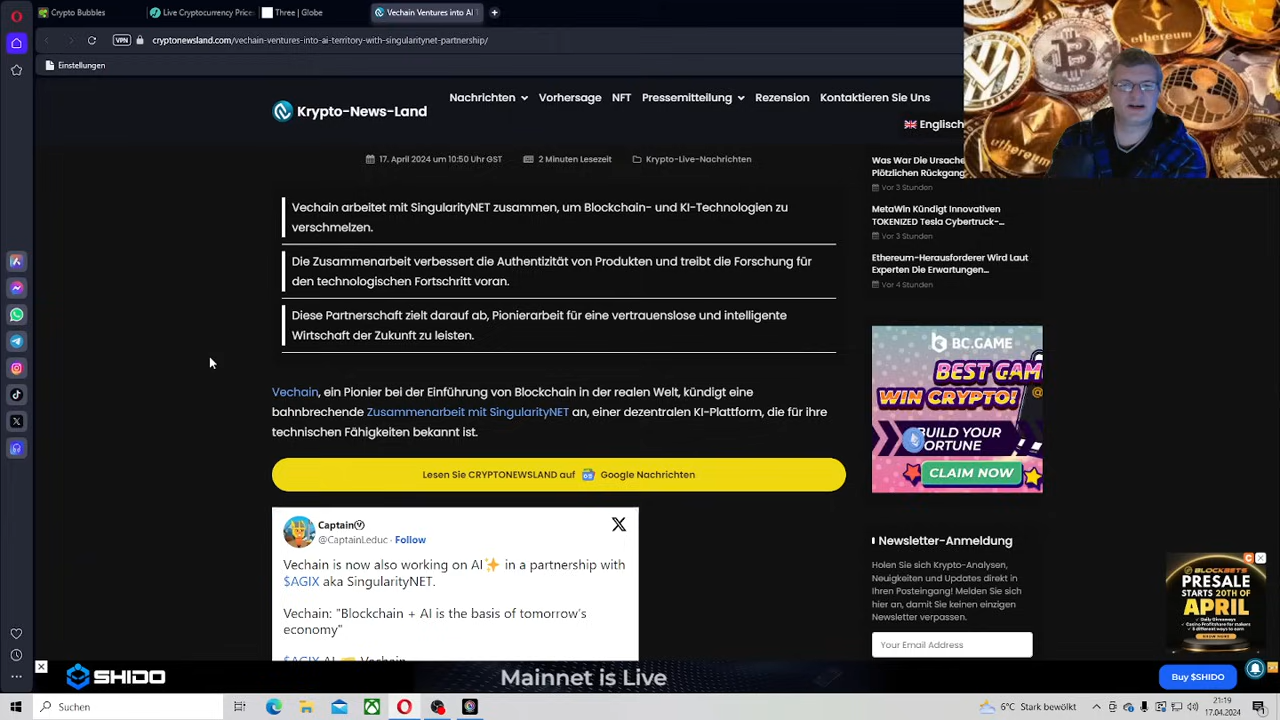 Crypto Bubbles
Live Cryptocurrency Prices
Three | Globe
Vechain Ventures into AI T
VPN
cryptonewsland.com/vechain-ventures-into-ai-territory-with-singularitynet-partnership/
Einstellungen
Krypto-News-Land
Nachrichten
Vorhersage
NFT
Pressemitteilung
Rezension
Kontaktieren Sie Uns
Englisch
17. April 2024 um 10:50 Uhr GST
2 Minuten Lesezeit
Krypto-Live-Nachrichten
Vechain arbeitet mit SingularityNET zusammen, um Blockchain- und KI-Technologien zu
verschmelzen.
Die Zusammenarbeit verbessert die Authentizität von Produkten und treibt die Forschung für
den technologischen Fortschritt voran.
Diese Partnerschaft zielt darauf ab, Pionierarbeit für eine vertrauenslose und intelligente
Wirtschaft der Zukunft zu leisten.
Vechain, ein Pionier bei der Einführung von Blockchain in der realen Welt, kündigt eine
bahnbrechende Zusammenarbeit mit SingularityNET an, einer dezentralen KI-Plattform, die für ihre
technischen Fähigkeiten bekannt ist.
Lesen Sie CRYPTONEWSLAND auf Google Nachrichten
Captain
@CaptainLeduc · Follow
Vechain is now also working on AI✨ in a partnership with
$AGIX aka SingularityNET.
Vechain: "Blockchain + AI is the basis of tomorrow's
economy"
$AGIX AI 🤝 Vechain
Was War Die Ursache
Plötzlichen Rückgang
Vor 3 Stunden
MetaWin Kündigt Innovativen
TOKENIZED Tesla Cybertruck-...
Vor 3 Stunden
Ethereum-Herausforderer Wird Laut
Experten Die Erwartungen...
Vor 4 Stunden
BC.GAME
BEST GAM
WIN CRYPTO!
BUILD YOUR
FORTUNE
CLAIM NOW
Newsletter-Anmeldung
Holen Sie sich Krypto-Analysen,
Neuigkeiten und Updates direkt in
Ihren Posteingang! Melden Sie sich
hier an, damit Sie keinen einzigen
Newsletter verpassen.
Your Email Address
BLOCKBETS
PRESALE
STARTS 20TH OF
APRIL
SHIDO
Mainnet is Live
Buy $SHIDO
Suchen
6°C Stark bewölkt
21:19
17.04.2024